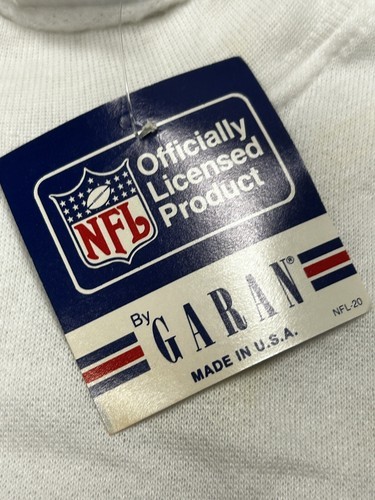 NFL
Officially
Licensed
Product
By
GARAN®
MADE IN U.S.A.
NFL-20